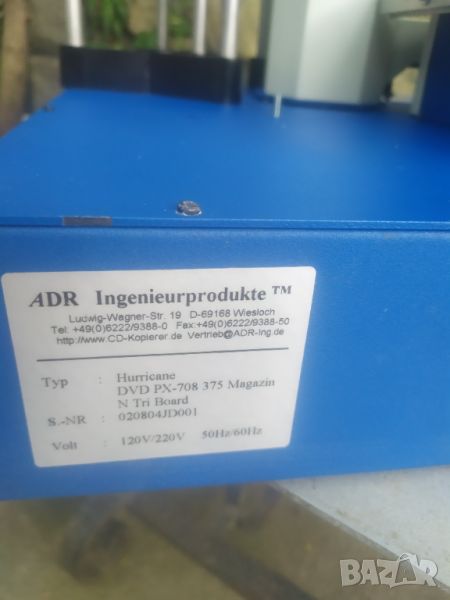 ADR Ingenieurprodukte ™
Ludwig-Wagner-Str. 19 D-69168 Wiesloch
Tel: +49(0)6222/9388-0 Fax:+49(0)6222/9388-50
http://www.CD-Kopierer.de Vertrieb@ADR-Ing.de
Typ : Hurricane
DVD PX-708 375 Magazin
N Tri Board
S.-NR : 020804JD001
Volt : 120V/220V 50Hz/60Hz
BAZAR